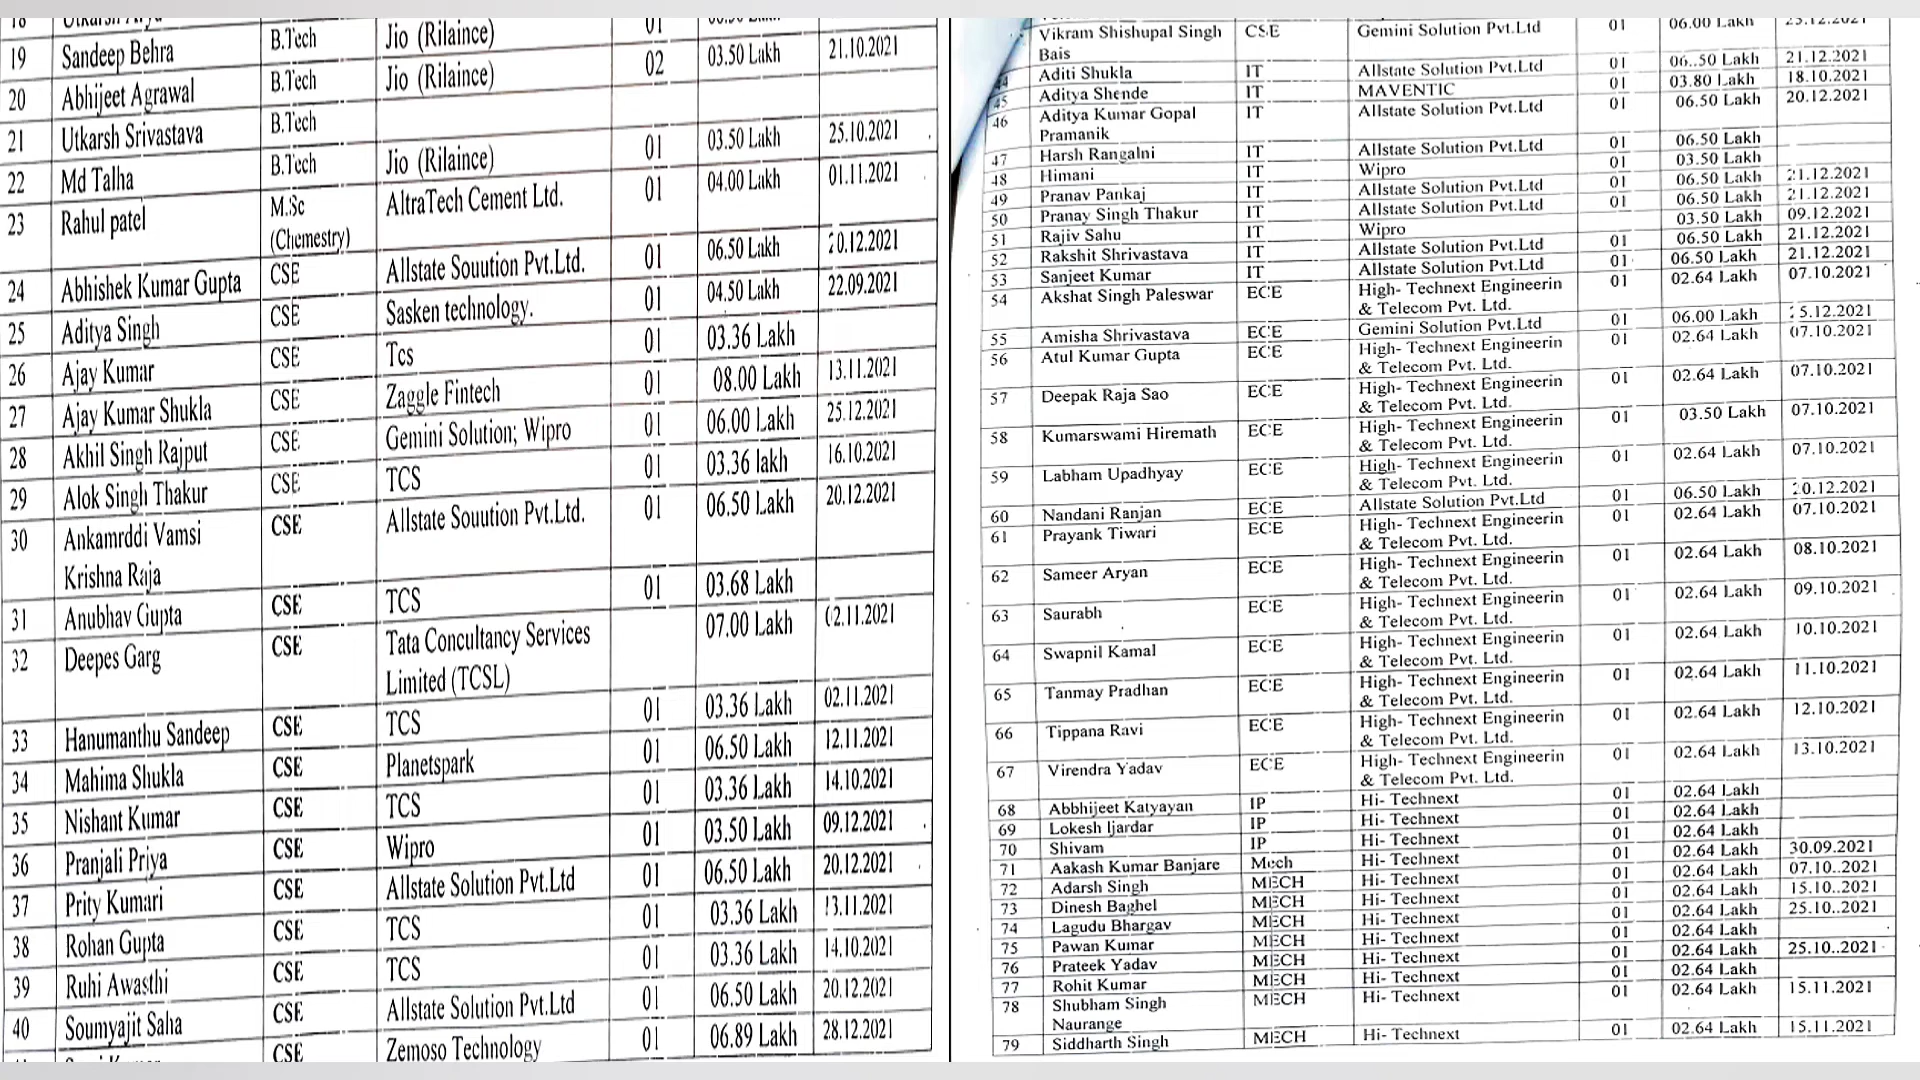 19 Sandeep Behra B.Tech Jio (Rilaince) 01
20 Abhijeet Agrawal B.Tech Jio (Rilaince) 02 03.50 Lakh 21.10.2021
21 Utkarsh Srivastava B.Tech
22 Md Talha B.Tech Jio (Rilaince) 01 03.50 Lakh 25.10.2021
23 Rahul patel M.Sc AltraTech Cement Ltd. 01 04.00 Lakh 01.11.2021
(Chemestry)
24 Abhishek Kumar Gupta CSE Allstate Souution Pvt.Ltd. 01 06.50 Lakh 20.12.2021
25 Aditya Singh CSE Sasken technology. 01 04.50 Lakh 22.09.2021
26 Ajay Kumar CSE Tcs 01 03.36 Lakh
27 Ajay Kumar Shukla CSE Zaggle Fintech 01 08.00 Lakh 13.11.2021
28 Akhil Singh Rajput CSE Gemini Solution; Wipro 01 06.00 Lakh 25.12.2021
29 Alok Singh Thakur CSE TCS 01 03.36 lakh 16.10.2021
30 Ankamrddi Vamsi CSE Allstate Souution Pvt.Ltd. 01 06.50 Lakh 20.12.2021
Krishna Raja
31 Anubhav Gupta CSE TCS 01 03.68 Lakh
32 Deepes Garg CSE Tata Concultancy Services 07.00 Lakh 02.11.2021
Limited (TCSL)
33 Hanumanthu Sandeep CSE TCS 01 03.36 Lakh 02.11.2021
34 Mahima Shukla CSE Planetspark 01 06.50 Lakh 12.11.2021
35 Nishant Kumar CSE TCS 01 03.36 Lakh 14.10.2021
36 Pranjali Priya CSE Wipro 01 03.50 Lakh 09.12.2021
37 Prity Kumari CSE Allstate Solution Pvt.Ltd 01 06.50 Lakh 20.12.2021
38 Rohan Gupta CSE TCS 01 03.36 Lakh 13.11.2021
39 Ruhi Awasthi CSE TCS 01 03.36 Lakh 14.10.2021
40 Soumyajit Saha CSE Allstate Solution Pvt.Ltd 01 06.50 Lakh 20.12.2021
CSE Zemoso Technology 01 06.89 Lakh 28.12.2021
Vikram Shishupal Singh CSE Gemini Solution Pvt.Ltd 01 06.00 Lakh 25.12.2021
Bais
44 Aditi Shukla IT Allstate Solution Pvt.Ltd 01 06..50 Lakh 21.12.2021
45 Aditya Shende IT MAVENTIC 01 03.80 Lakh 18.10.2021
46 Aditya Kumar Gopal IT Allstate Solution Pvt.Ltd 01 06.50 Lakh 20.12.2021
Pramanik
47 Harsh Rangalni IT Allstate Solution Pvt.Ltd 01 06.50 Lakh
48 Himani IT Wipro 01 03.50 Lakh
49 Pranav Pankaj IT Allstate Solution Pvt.Ltd 01 06.50 Lakh 21.12.2021
50 Pranay Singh Thakur IT Allstate Solution Pvt.Ltd 01 06.50 Lakh 21.12.2021
51 Rajiv Sahu IT Wipro 03.50 Lakh 09.12.2021
52 Rakshit Shrivastava IT Allstate Solution Pvt.Ltd 01 06.50 Lakh 21.12.2021
53 Sanjeet Kumar IT Allstate Solution Pvt.Ltd 01 06.50 Lakh 21.12.2021
54 Akshat Singh Paleswar ECE High- Technext Engineerin 01 02.64 Lakh 07.10.2021
& Telecom Pvt. Ltd.
55 Amisha Shrivastava ECE Gemini Solution Pvt.Ltd 01 06.00 Lakh 25.12.2021
56 Atul Kumar Gupta ECE High- Technext Engineerin 01 02.64 Lakh 07.10.2021
& Telecom Pvt. Ltd.
57 Deepak Raja Sao ECE High- Technext Engineerin 01 02.64 Lakh 07.10.2021
& Telecom Pvt. Ltd.
58 Kumarswami Hiremath ECE High- Technext Engineerin 01 03.50 Lakh 07.10.2021
& Telecom Pvt. Ltd.
59 Labham Upadhyay ECE High- Technext Engineerin 01 02.64 Lakh 07.10.2021
& Telecom Pvt. Ltd.
60 Nandani Ranjan ECE Allstate Solution Pvt.Ltd 01 06.50 Lakh 20.12.2021
61 Prayank Tiwari ECE High- Technext Engineerin 01 02.64 Lakh 07.10.2021
& Telecom Pvt. Ltd.
62 Sameer Aryan ECE High- Technext Engineerin 01 02.64 Lakh 08.10.2021
& Telecom Pvt. Ltd.
63 Saurabh ECE High- Technext Engineerin 01 02.64 Lakh 09.10.2021
& Telecom Pvt. Ltd.
64 Swapnil Kamal ECE High- Technext Engineerin 01 02.64 Lakh 10.10.2021
& Telecom Pvt. Ltd.
65 Tanmay Pradhan ECE High- Technext Engineerin 01 02.64 Lakh 11.10.2021
& Telecom Pvt. Ltd.
66 Tippana Ravi ECE High- Technext Engineerin 01 02.64 Lakh 12.10.2021
& Telecom Pvt. Ltd.
67 Virendra Yadav ECE High- Technext Engineerin 01 02.64 Lakh 13.10.2021
& Telecom Pvt. Ltd.
68 Abbhijeet Katyayan IP Hi- Technext 01 02.64 Lakh
69 Lokesh Ijardar IP Hi- Technext 01 02.64 Lakh
70 Shivam IP Hi- Technext 01 02.64 Lakh
71 Aakash Kumar Banjare Mech Hi- Technext 01 02.64 Lakh 30.09.2021
72 Adarsh Singh MECH Hi- Technext 01 02.64 Lakh 07.10..2021
73 Dinesh Baghel MECH Hi- Technext 01 02.64 Lakh 15.10..2021
74 Lagudu Bhargav MECH Hi- Technext 01 02.64 Lakh 25.10..2021
75 Pawan Kumar MECH Hi- Technext 01 02.64 Lakh
76 Prateek Yadav MECH Hi- Technext 01 02.64 Lakh 25.10..2021
77 Rohit Kumar MECH Hi- Technext 01 02.64 Lakh
78 Shubham Singh MECH Hi- Technext 01 02.64 Lakh 15.11.2021
Naurange
79 Siddharth Singh MECH Hi- Technext 01 02.64 Lakh 15.11.2021